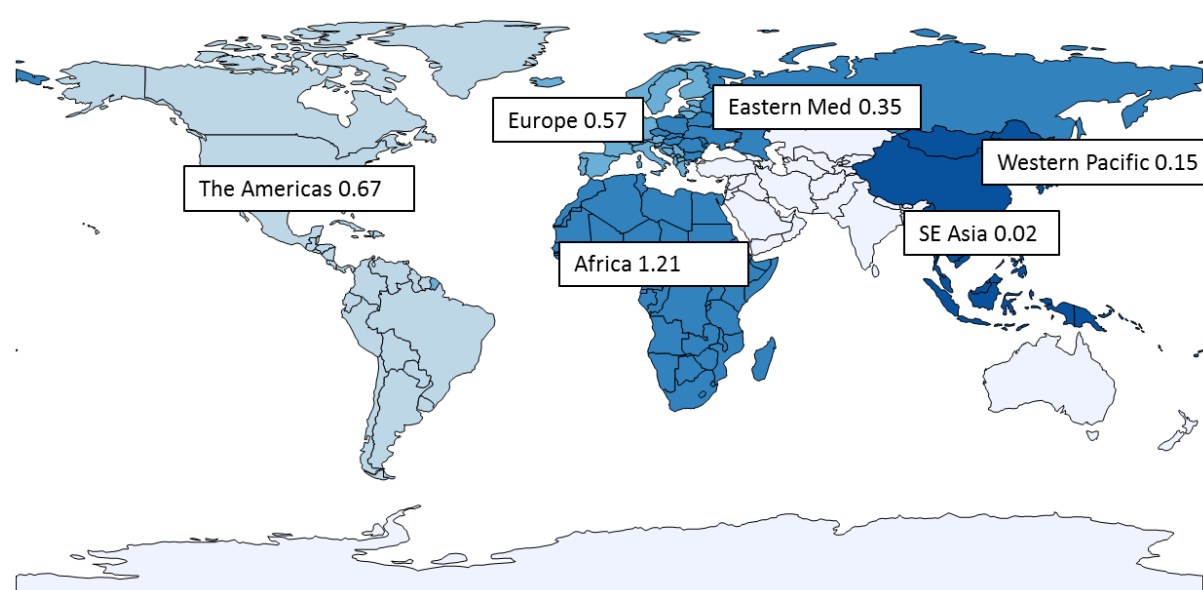 Europe 0.57
Eastern Med 0.35
Western Pacific 0.15
The Americas 0.67
SE Asia 0.02
Africa 1.21